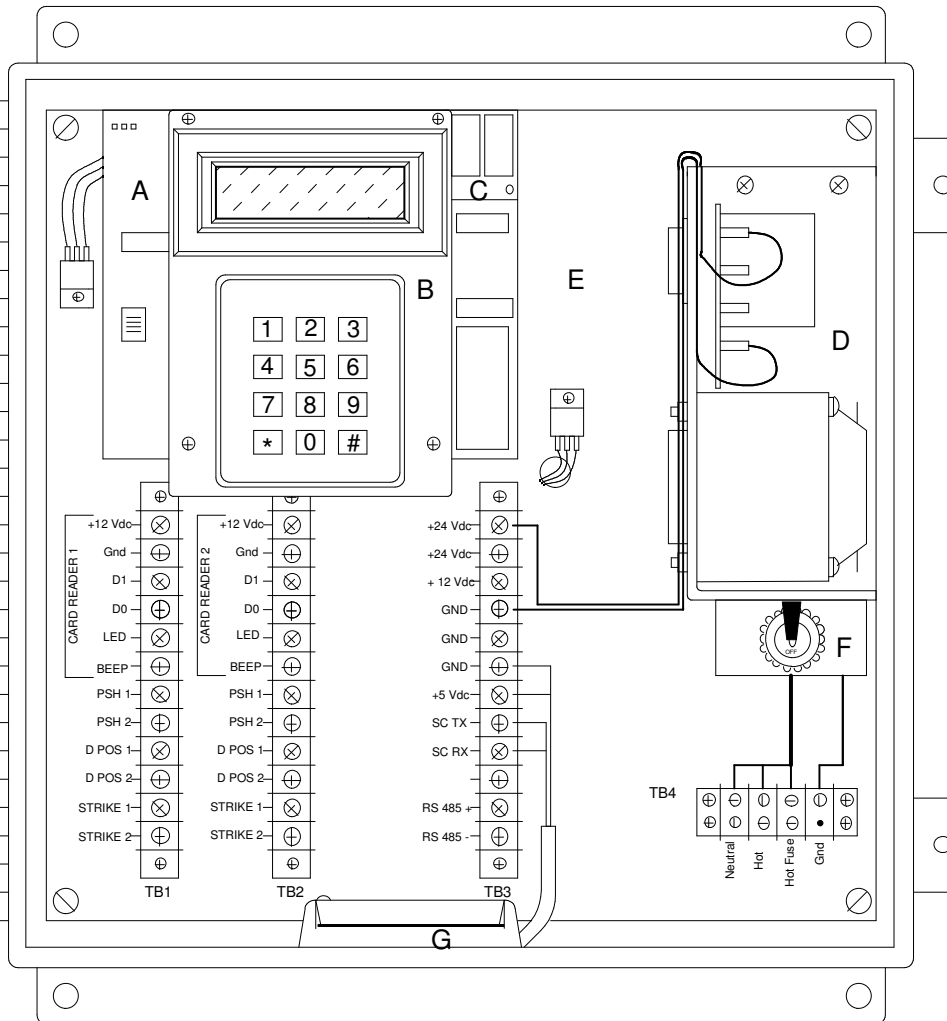 A
C
B
E
D
1 2 3
4 5 6
7 8 9
* 0 #
F
OFF
CARD READER 1
+12 Vdc
Gnd
D1
D0
LED
BEEP
PSH 1
PSH 2
D POS 1
D POS 2
STRIKE 1
STRIKE 2
TB1
CARD READER 2
+12 Vdc
Gnd
D1
D0
LED
BEEP
PSH 1
PSH 2
D POS 1
D POS 2
STRIKE 1
STRIKE 2
TB2
+24 Vdc
+24 Vdc
+ 12 Vdc
GND
GND
GND
+5 Vdc
SC TX
SC RX
RS 485 +
RS 485 -
TB3
TB4
Neutral
Hot
Hot Fuse
Gnd
G